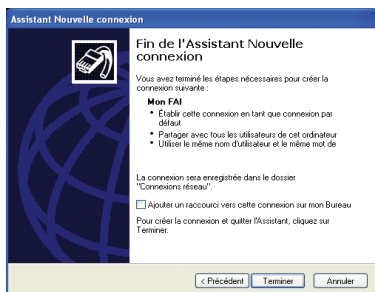 Assistant Nouvelle connexion
Fin de l'Assistant Nouvelle
connexion
Vous avez terminé les étapes nécessaires pour créer la
connexion suivante :
Mon FAI
• Établir cette connexion en tant que connexion par
défaut
• Partager avec tous les utilisateurs de cet ordinateur
• Utiliser le même nom d'utilisateur et le même mot de
La connexion sera enregistrée dans le dossier
"Connexions réseau".
Ajouter un raccourci vers cette connexion sur mon Bureau
Pour créer la connexion et quitter l'Assistant, cliquez sur
Terminer.
< Précédent Terminer Annuler